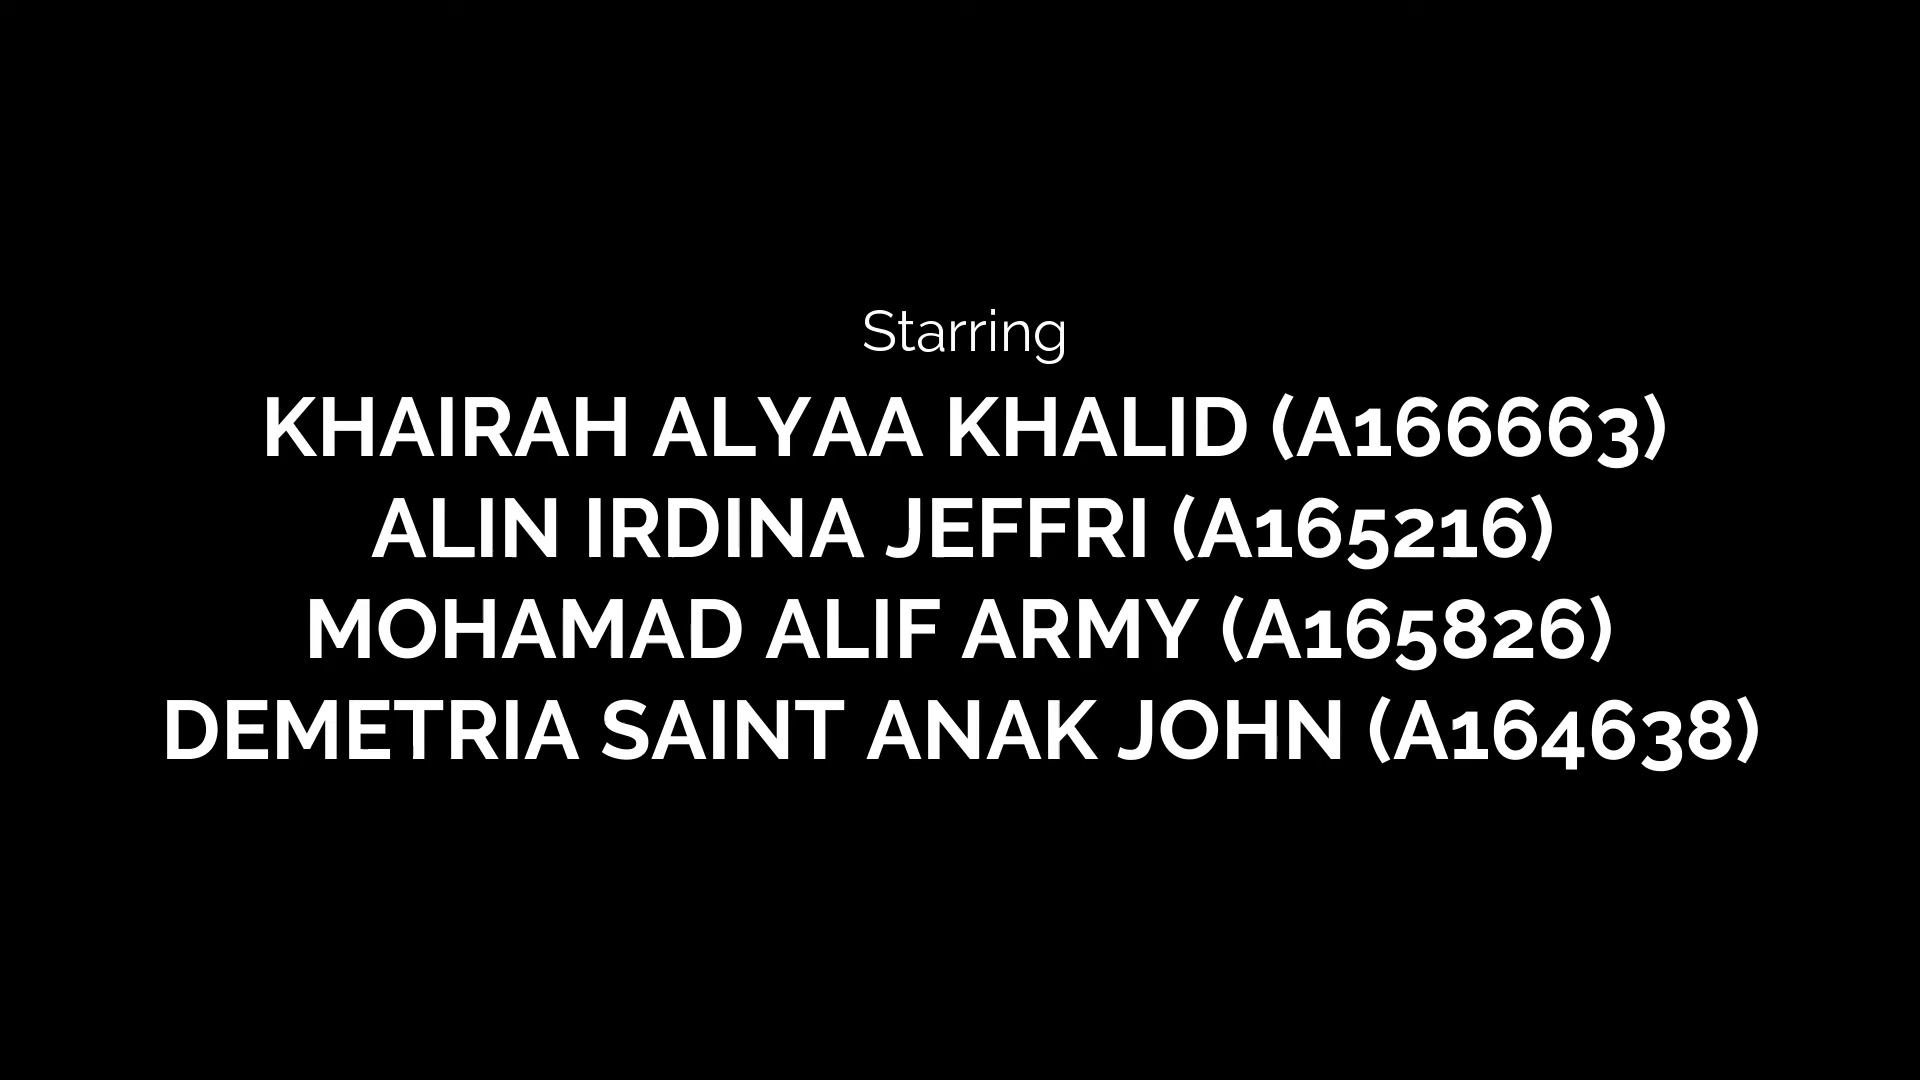 Starring
KHAIRAH ALYAA KHALID (A166663)
ALIN IRDINA JEFFRI (A165216)
MOHAMAD ALIF ARMY (A165826)
DEMETRIA SAINT ANAK JOHN (A164638)